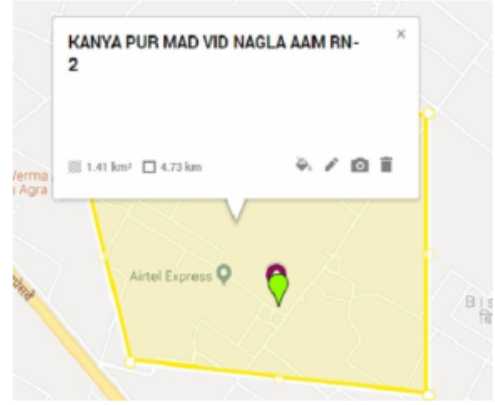 KANYA PUR MAD VID NAGLA AAM RN-
2
1.41 km² 4.73 km
Verma
Agra
Airtel Express